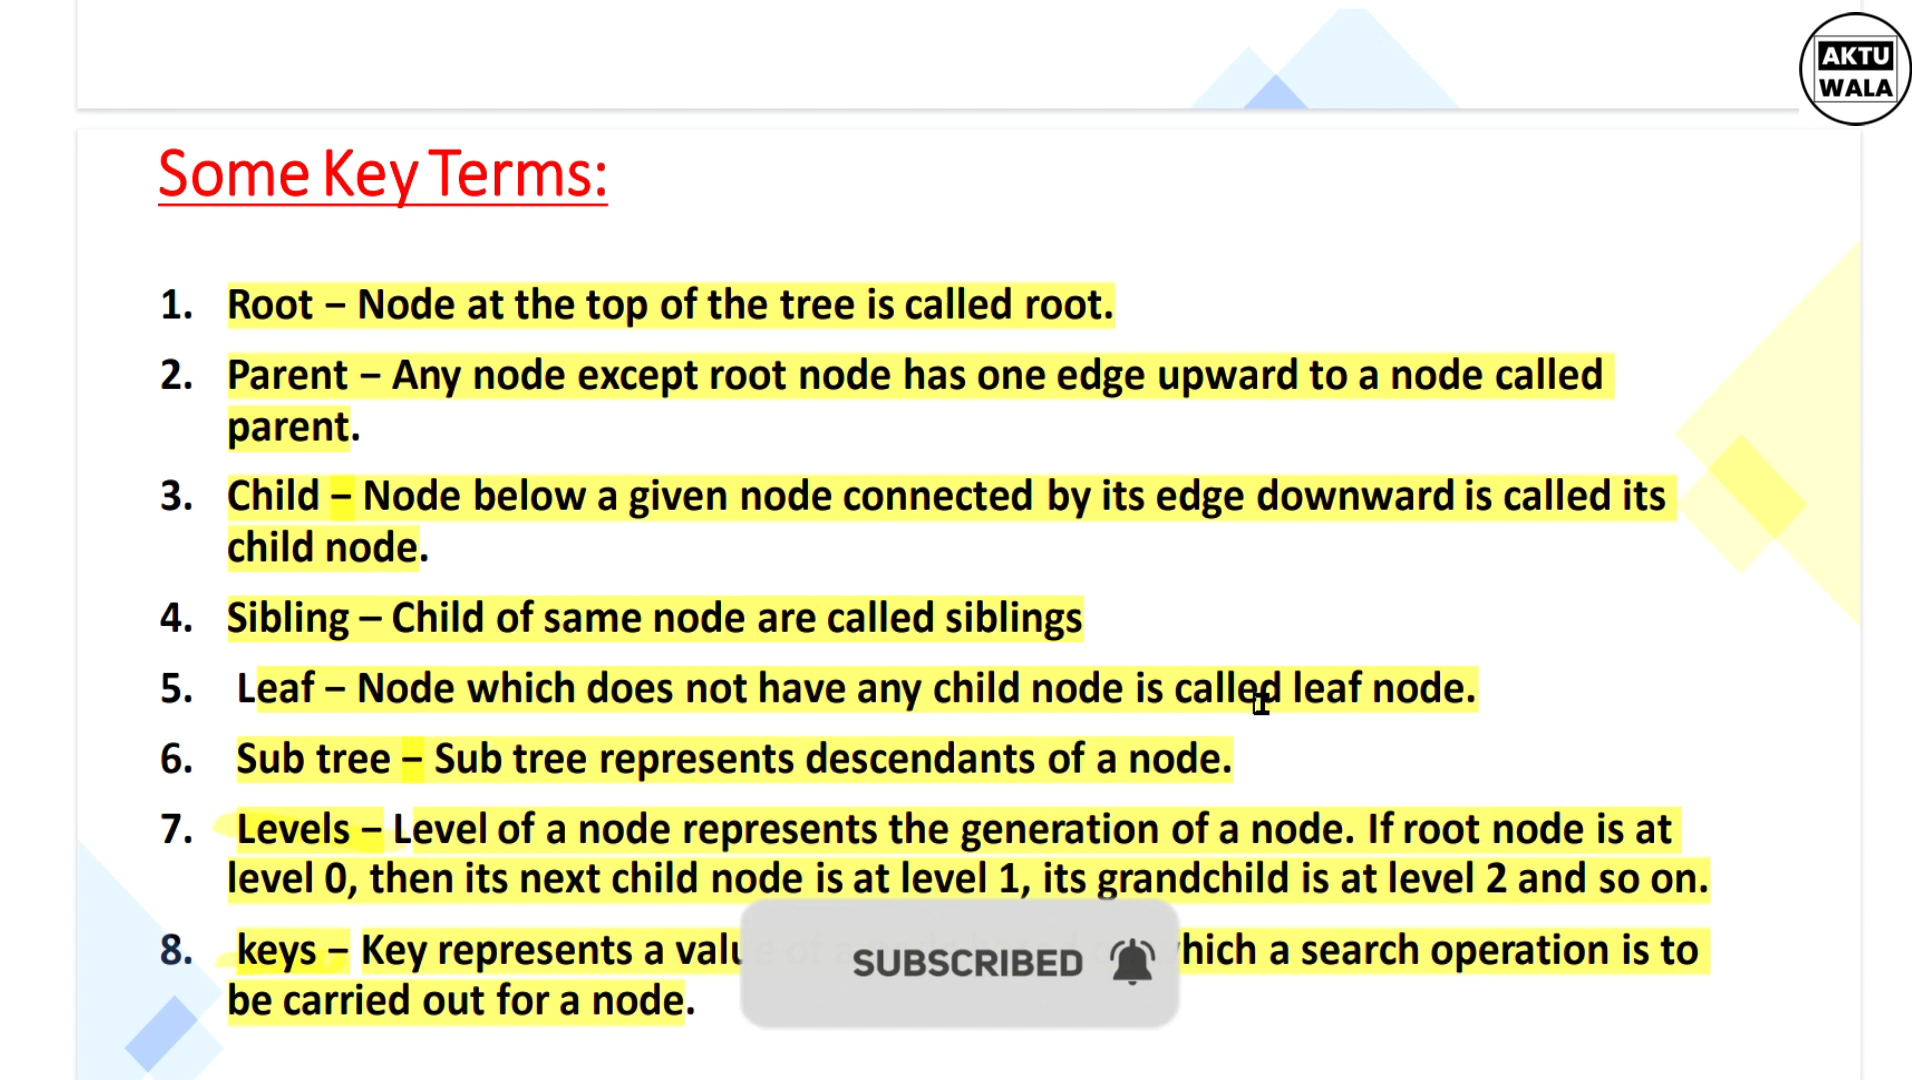 AKTU
WALA
Some Key Terms:
1. Root – Node at the top of the tree is called root.
2. Parent – Any node except root node has one edge upward to a node called
parent.
3. Child – Node below a given node connected by its edge downward is called its
child node.
4. Sibling – Child of same node are called siblings
5. Leaf – Node which does not have any child node is called leaf node.
6. Sub tree – Sub tree represents descendants of a node.
7. Levels – Level of a node represents the generation of a node. If root node is at
level 0, then its next child node is at level 1, its grandchild is at level 2 and so on.
8. keys – Key represents a value of a which a search operation is to
SUBSCRIBED
be carried out for a node.